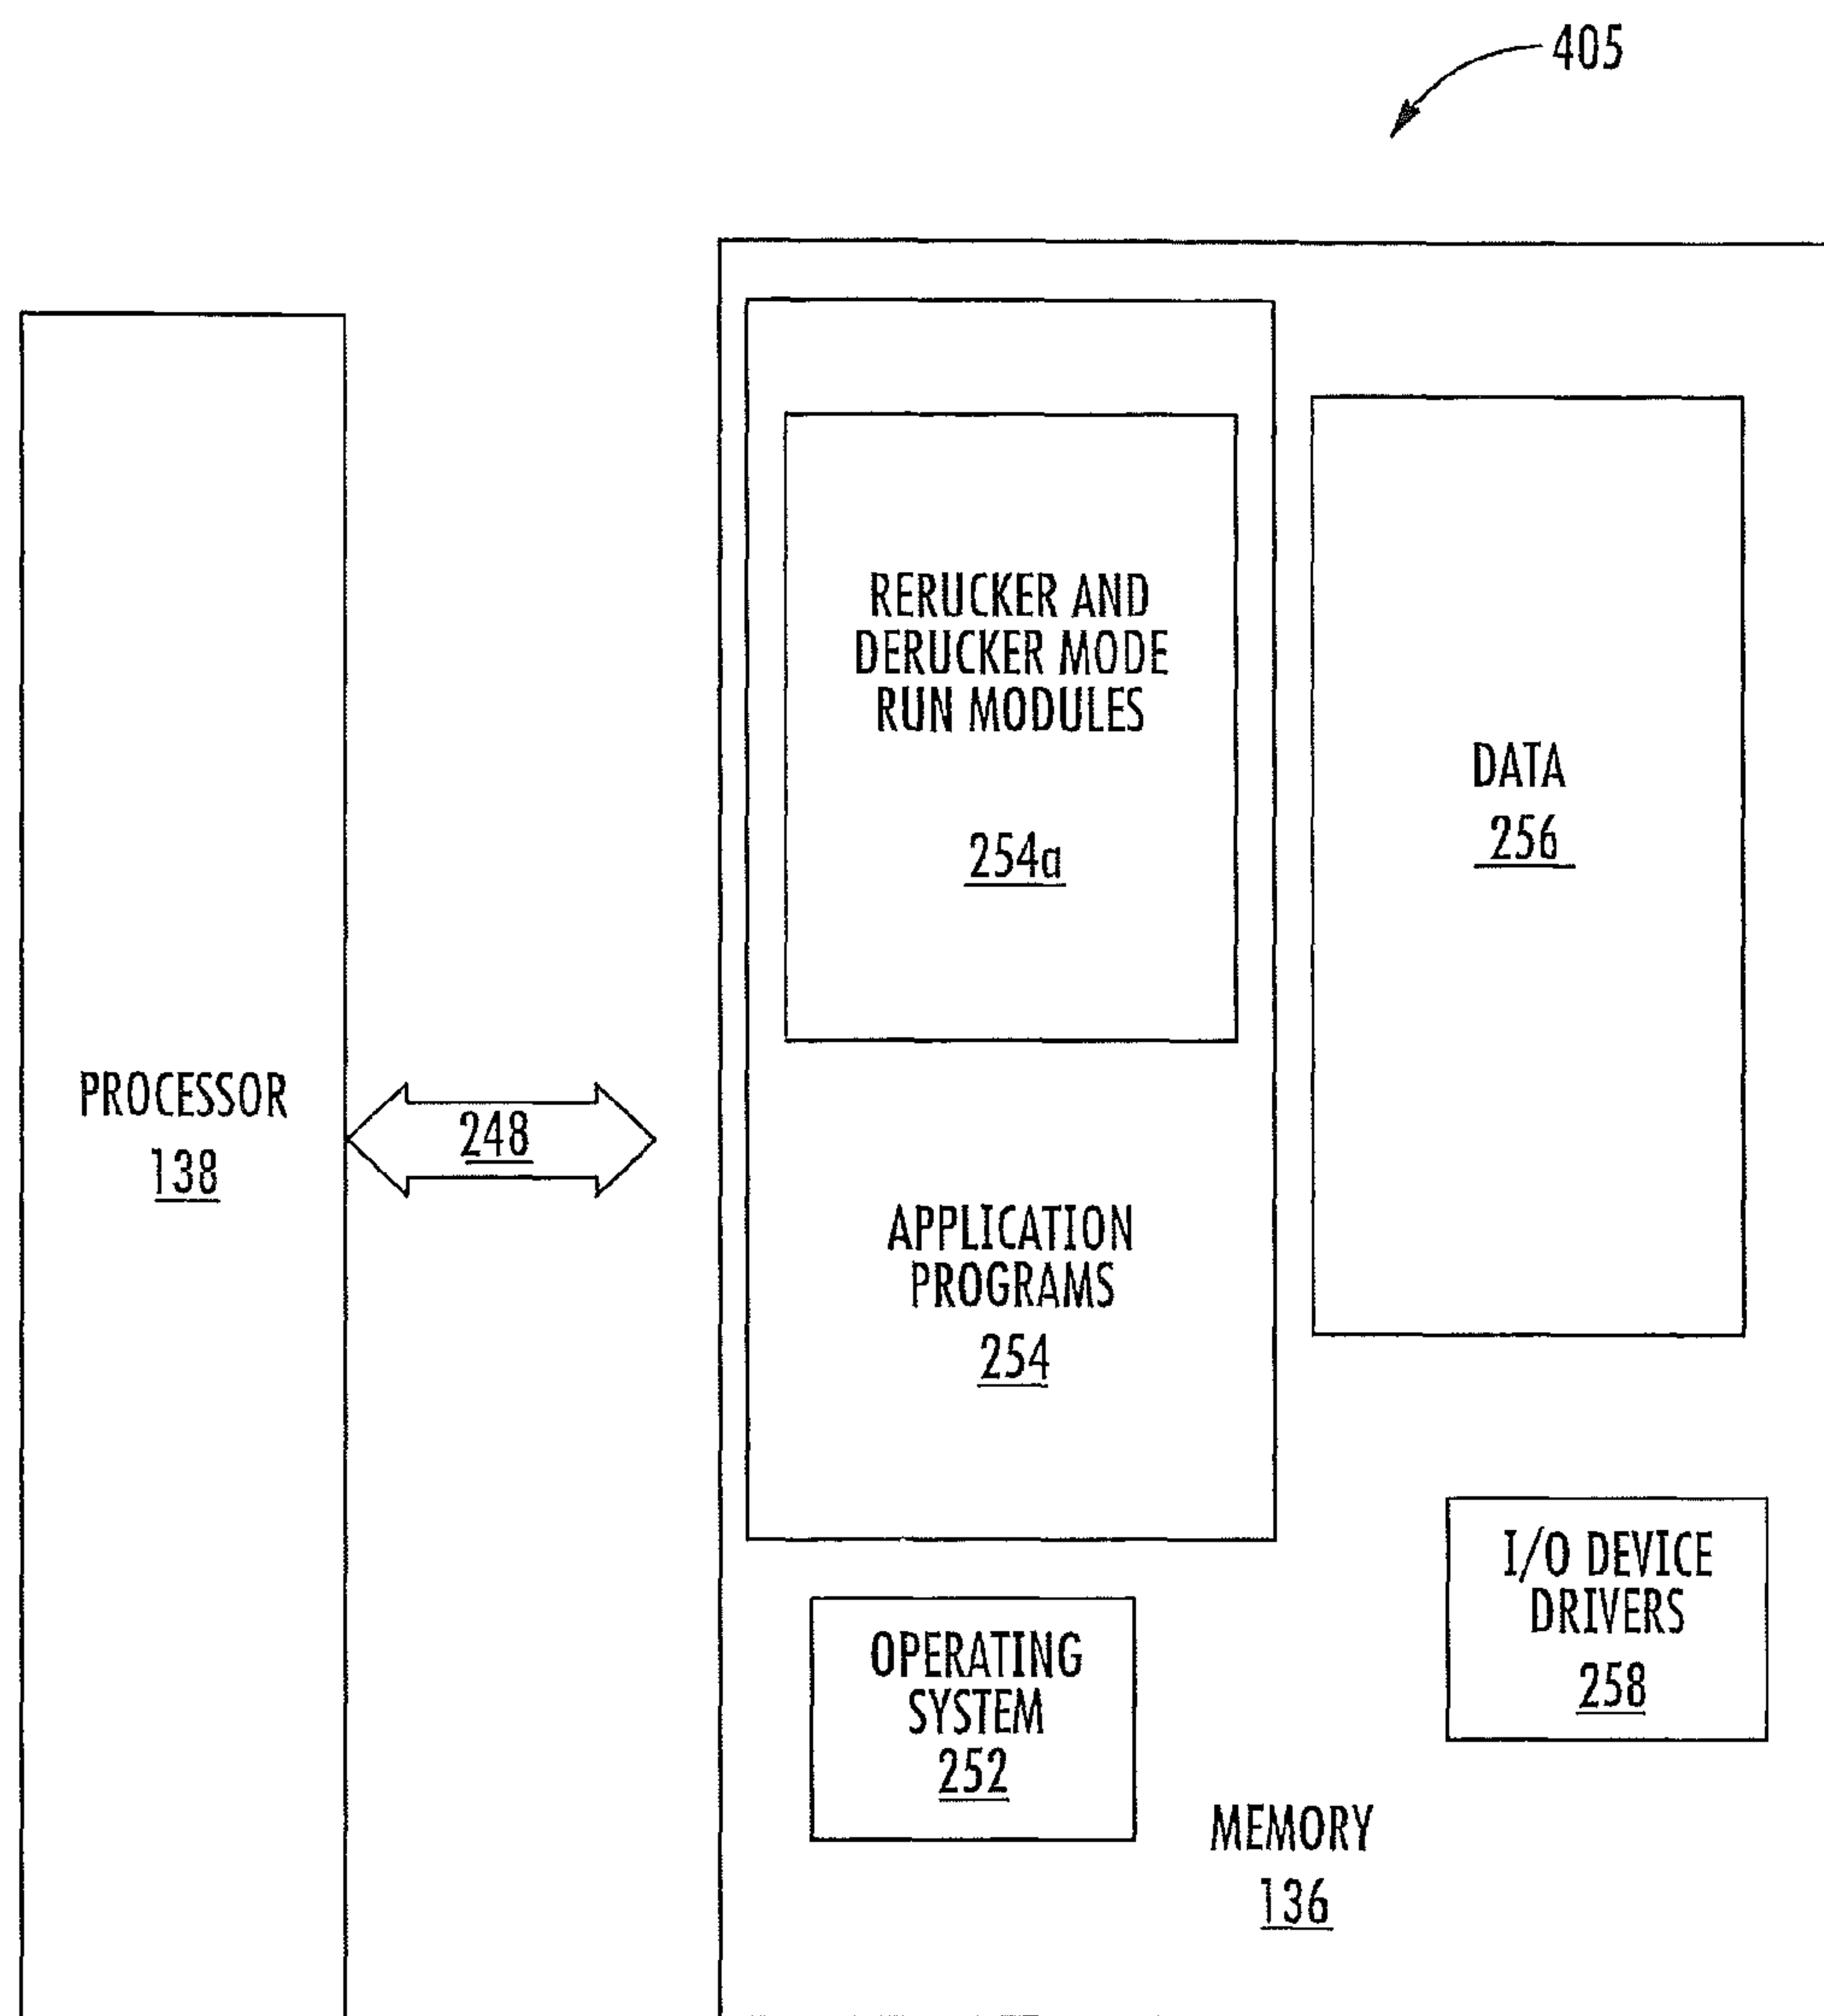 405
RERUCKER AND
DERUCKER MODE
RUN MODULES
254a
DATA
256
PROCESSOR
138
248
APPLICATION
PROGRAMS
254
I/O DEVICE
DRIVERS
258
OPERATING
SYSTEM
252
MEMORY
136